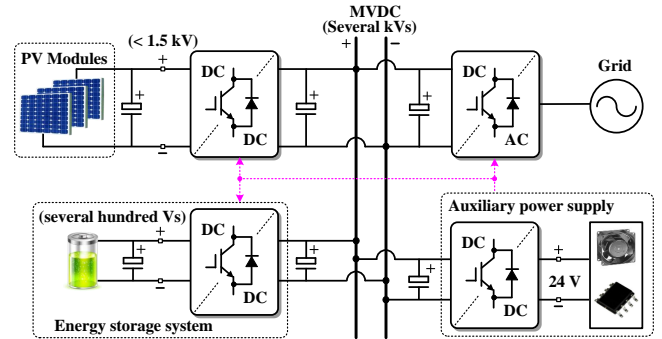 MVDC
(Several kVs)
+ −
PV Modules
(< 1.5 kV)
+
+
−
DC
DC
+
+
DC
AC
Grid
(several hundred Vs)
+
+
−
DC
DC
+
Energy storage system
Auxiliary power supply
+
DC
DC
+
24 V
−